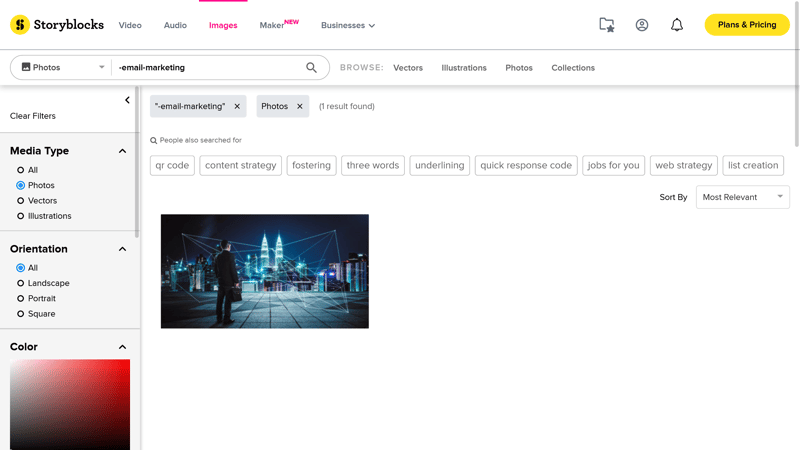 Storyblocks Video Audio Images Maker NEW Businesses Plans & Pricing
Photos -email-marketing BROWSE: Vectors Illustrations Photos Collections
Clear Filters
"-email-marketing" × Photos × (1 result found)
People also searched for
qr code content strategy fostering three words underlining quick response code jobs for you web strategy list creation
Sort By Most Relevant
Media Type
All
Photos
Vectors
Illustrations
Orientation
All
Landscape
Portrait
Square
Color